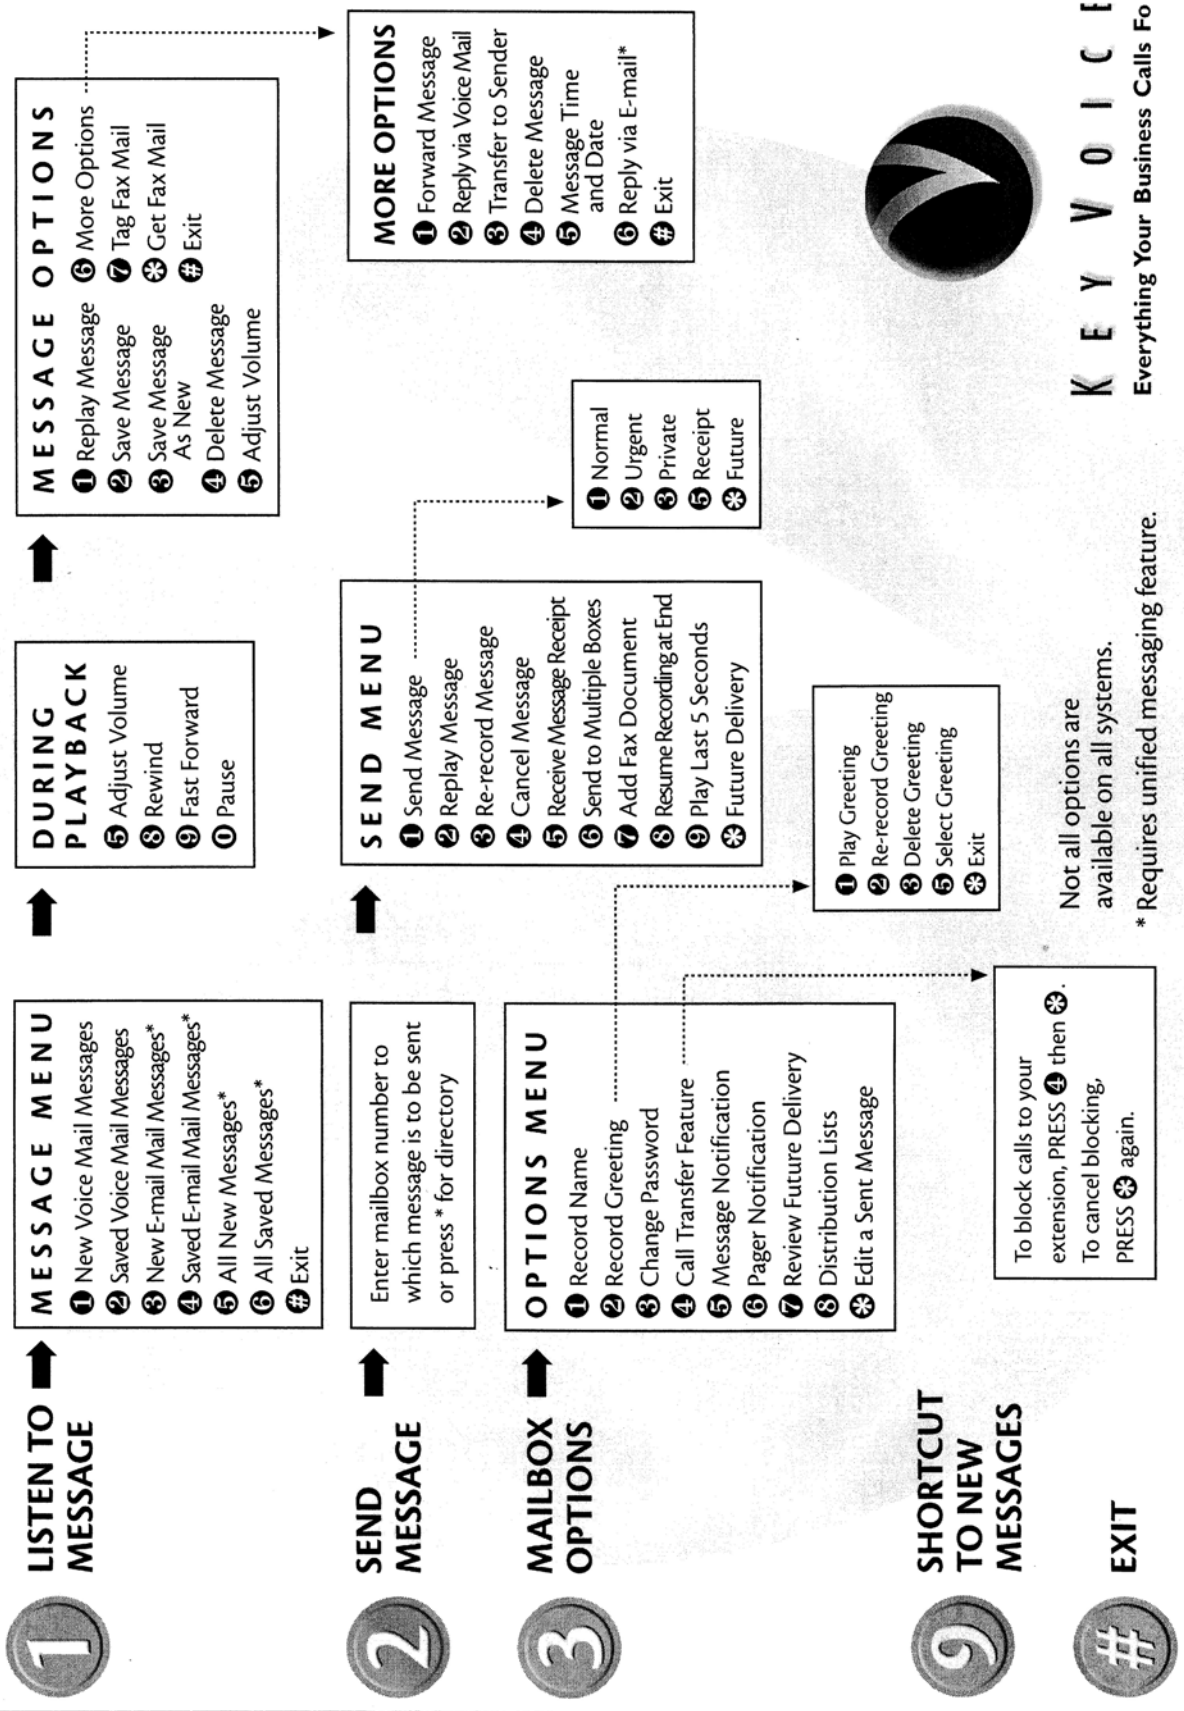 1
LISTEN TO
MESSAGE
MESSAGE MENU
1 New Voice Mail Messages
2 Saved Voice Mail Messages
3 New E-mail Mail Messages*
4 Saved E-mail Mail Messages*
5 All New Messages*
6 All Saved Messages*
# Exit
DURING
PLAYBACK
5 Adjust Volume
8 Rewind
9 Fast Forward
0 Pause
MESSAGE OPTIONS
1 Replay Message
2 Save Message
3 Save Message
As New
4 Delete Message
5 Adjust Volume
6 More Options
7 Tag Fax Mail
* Get Fax Mail
# Exit
MORE OPTIONS
1 Forward Message
2 Reply via Voice Mail
3 Transfer to Sender
4 Delete Message
5 Message Time
and Date
6 Reply via E-mail*
# Exit
2
SEND
MESSAGE
Enter mailbox number to
which message is to be sent
or press * for directory
SEND MENU
1 Send Message
2 Replay Message
3 Re-record Message
4 Cancel Message
5 Receive Message Receipt
6 Send to Multiple Boxes
7 Add Fax Document
8 Resume Recording at End
9 Play Last 5 Seconds
* Future Delivery
1 Normal
2 Urgent
3 Private
5 Receipt
* Future
3
MAILBOX
OPTIONS
OPTIONS MENU
1 Record Name
2 Record Greeting
3 Change Password
4 Call Transfer Feature
5 Message Notification
6 Pager Notification
7 Review Future Delivery
8 Distribution Lists
* Edit a Sent Message
1 Play Greeting
2 Re-record Greeting
3 Delete Greeting
5 Select Greeting
* Exit
9
SHORTCUT
TO NEW
MESSAGES
To block calls to your
extension, PRESS 4 then *.
To cancel blocking,
PRESS * again.
#
EXIT
Not all options are
available on all systems.
* Requires unified messaging feature.
KEY VOICE
Everything Your Business Calls Fo